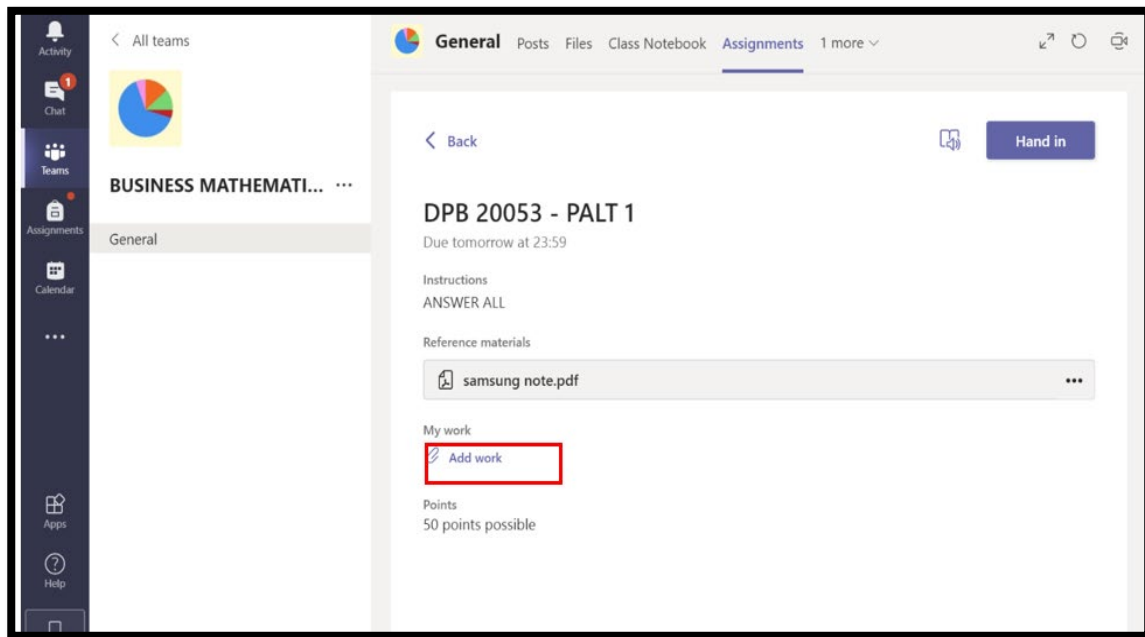 Activity
1
Chat
Teams
Assignments
Calendar
Apps
Help
All teams
BUSINESS MATHEMATI... ...
General
General Posts Files Class Notebook Assignments 1 more
Back
Hand in
DPB 20053 - PALT 1
Due tomorrow at 23:59
Instructions
ANSWER ALL
Reference materials
samsung note.pdf
My work
Add work
Points
50 points possible